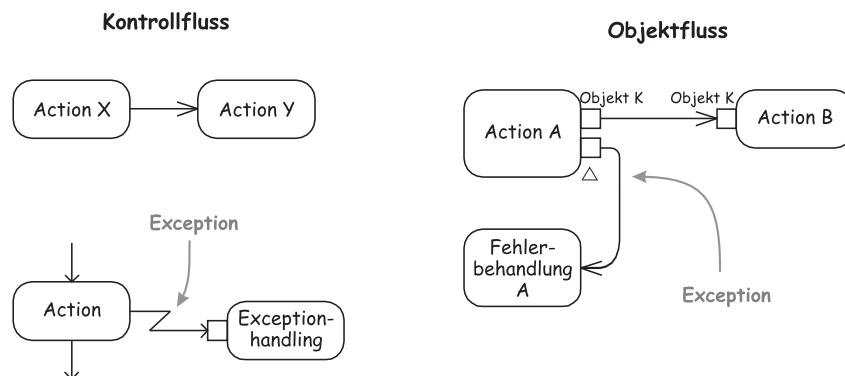 Kontrollfluss
Action X
Action Y
Exception
Action
Exception-
handling
Objektfluss
Objekt K
Objekt K
Action A
Action B
Fehler-
behandlung
A
Exception